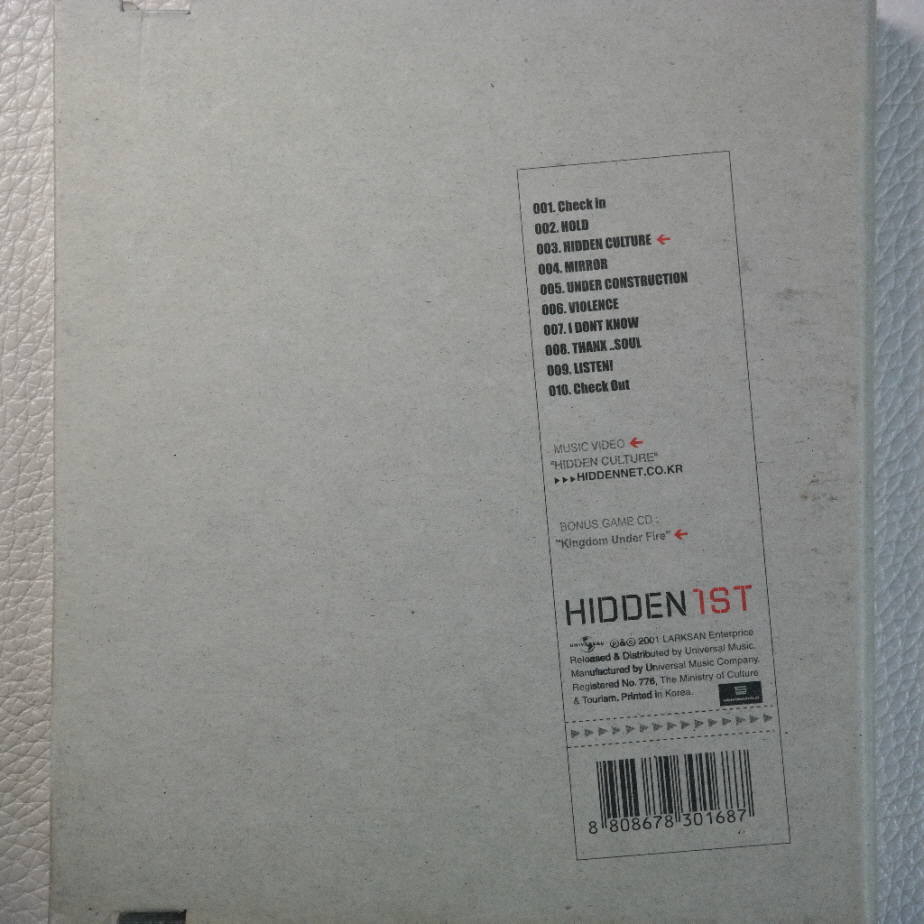 001. Check in
002. HOLD
003. HIDDEN CULTURE ←
004. MIRROR
005. UNDER CONSTRUCTION
006. VIOLENCE
007. I DONT KNOW
008. THANX ..SOUL
009. LISTEN!
010. Check Out
MUSIC VIDEO ←
"HIDDEN CULTURE"
▶▶▶HIDDENNET.CO.KR
BONUS GAME CD :
"Kingdom Under Fire" ←
HIDDEN 1ST
UNIVERSAL ℗&© 2001 LARKSAN Enterprice
Released & Distributed by Universal Music.
Manufactured by Universal Music Company.
Registered No. 776, The Ministry of Culture
& Tourism. Printed in Korea.
8 808678 301687